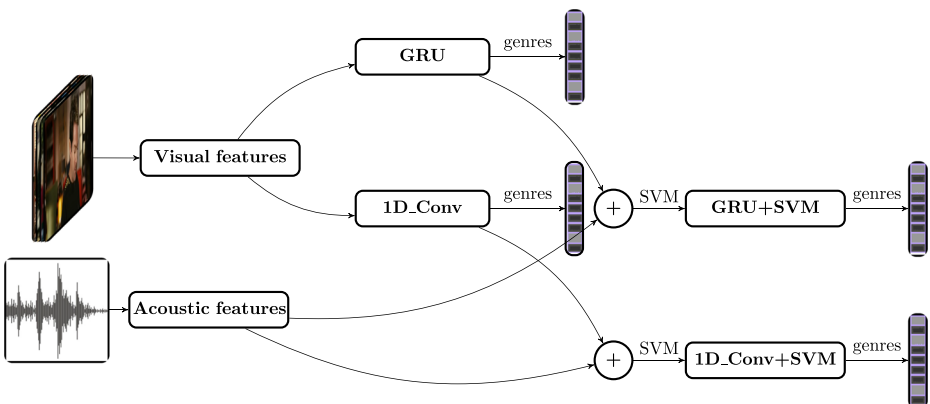 GRU
genres
Visual features
1D_Conv
genres
+
SVM
GRU+SVM
genres
Acoustic features
+
SVM
1D_Conv+SVM
genres